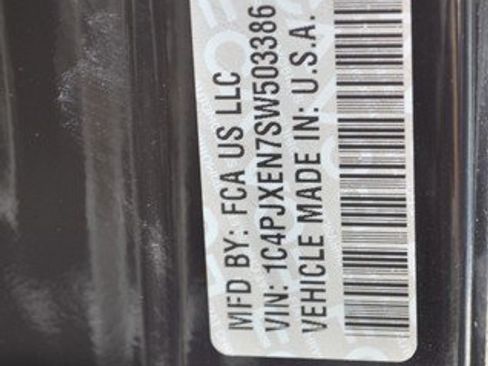 MFD BY: FCA US LLC
VIN: 1C4PJXEN7SW503386
VEHICLE MADE IN: U.S.A.